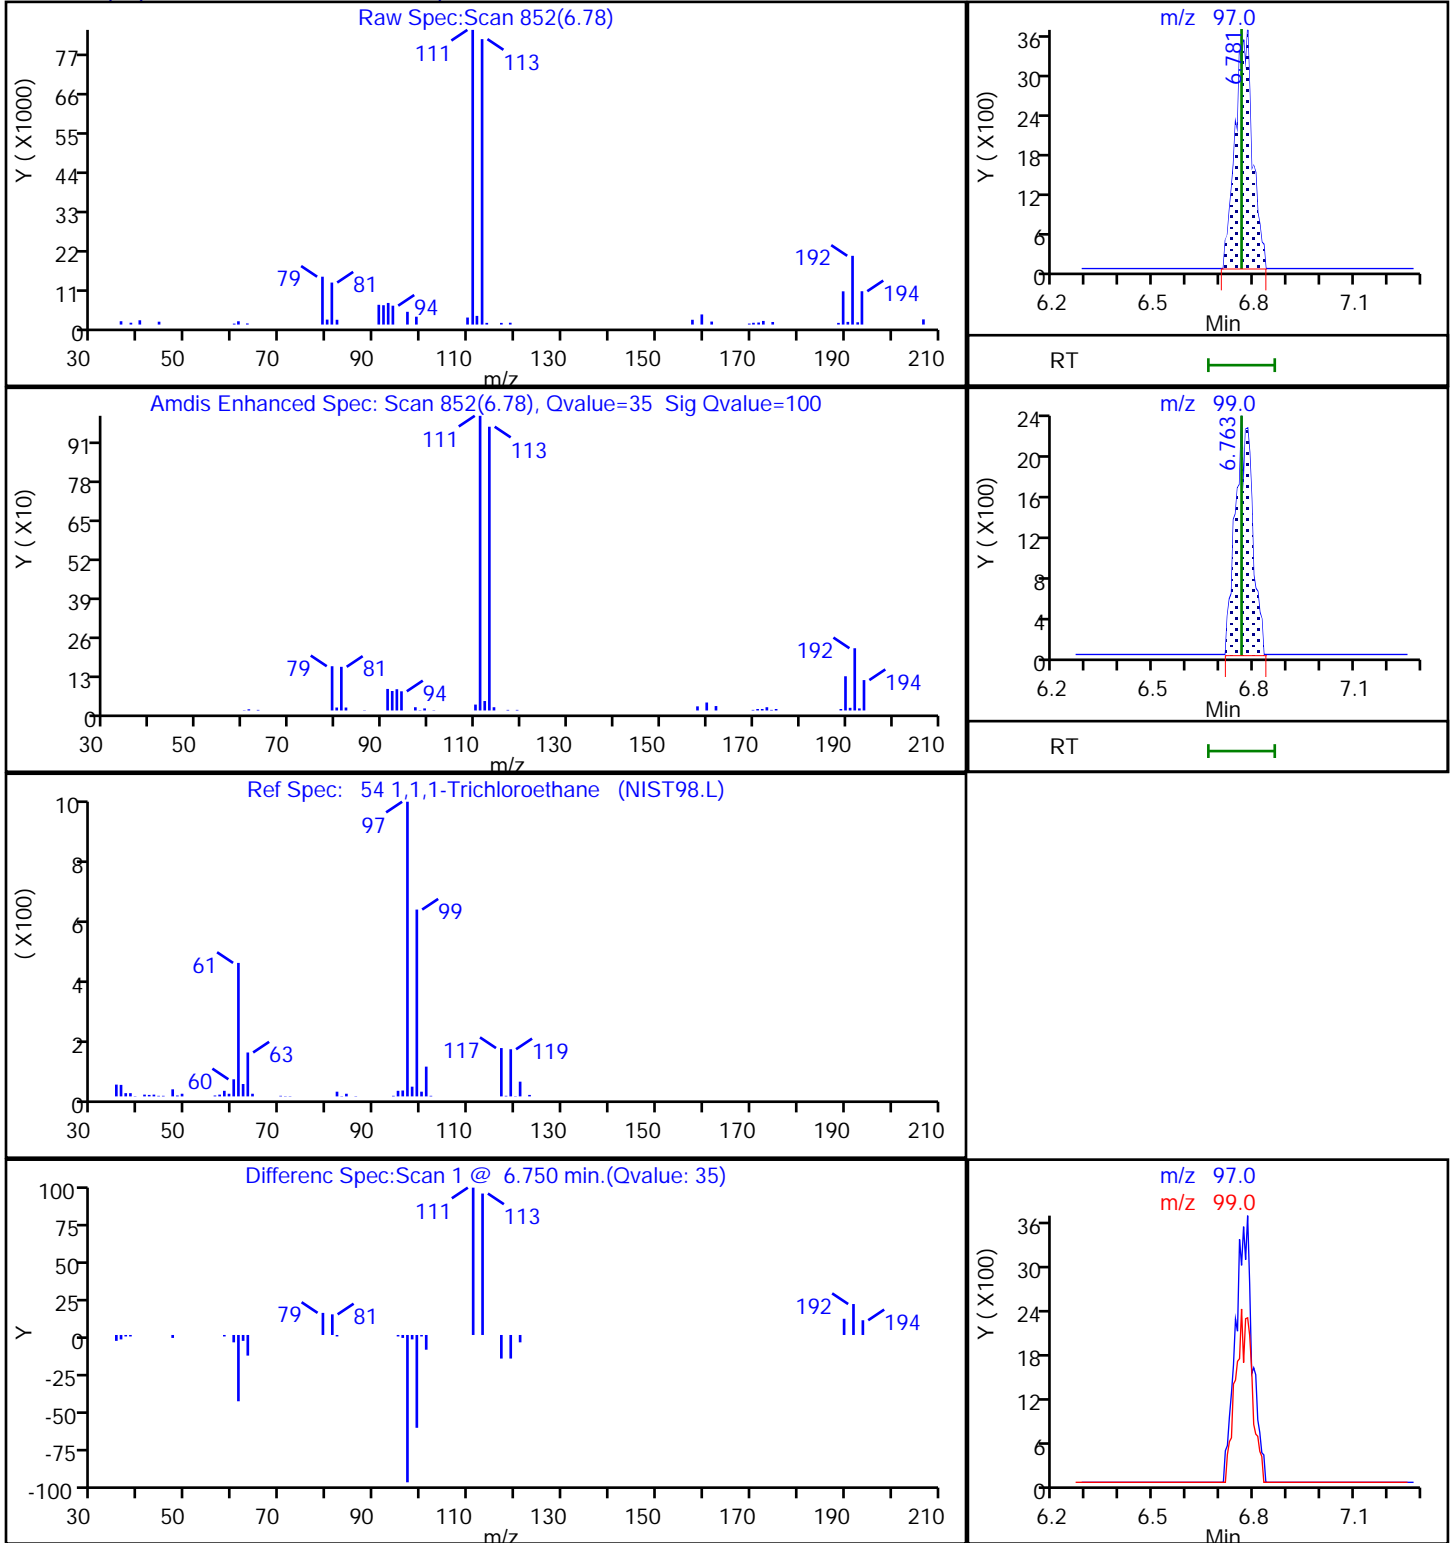 Raw Spec:Scan 852(6.78)
Y ( X1000)
77
66
55
44
33
22
11
0
111
113
79
81
94
192
194
30 50 70 90 110 130 150 170 190 210
m/z
m/z 97.0
Y ( X100)
36
30
24
18
12
6
0
6.781
6.2 6.5 6.8 7.1
Min
RT
Amdis Enhanced Spec: Scan 852(6.78), Qvalue=35 Sig Qvalue=100
Y ( X10)
91
78
65
52
39
26
13
0
111
113
79
81
94
192
194
30 50 70 90 110 130 150 170 190 210
m/z
m/z 99.0
Y ( X100)
24
20
16
12
8
4
0
6.763
6.2 6.5 6.8 7.1
Min
RT
Ref Spec: 54 1,1,1-Trichloroethane (NIST98.L)
( X100)
10
8
6
4
2
0
97
99
61
63
60
117
119
30 50 70 90 110 130 150 170 190 210
Differenc Spec:Scan 1 @ 6.750 min.(Qvalue: 35)
Y
100
75
50
25
0
-25
-50
-75
-100
111
113
79
81
192
194
30 50 70 90 110 130 150 170 190 210
m/z
m/z 97.0
m/z 99.0
Y ( X100)
36
30
24
18
12
6
0
6.2 6.5 6.8 7.1
Min